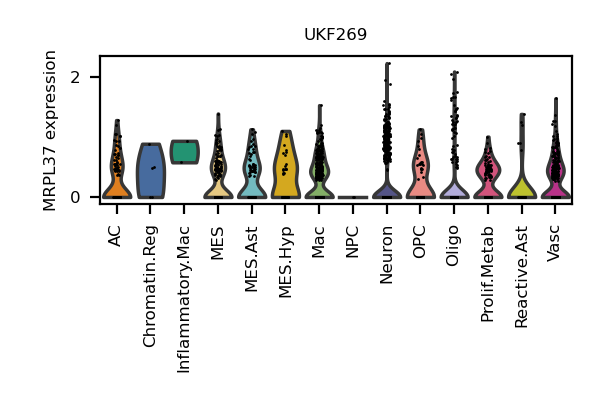 UKF269
MRPL37 expression
2
0
AC
Chromatin.Reg
Inflammatory.Mac
MES
MES.Ast
MES.Hyp
Mac
NPC
Neuron
OPC
Oligo
Prolif.Metab
Reactive.Ast
Vasc